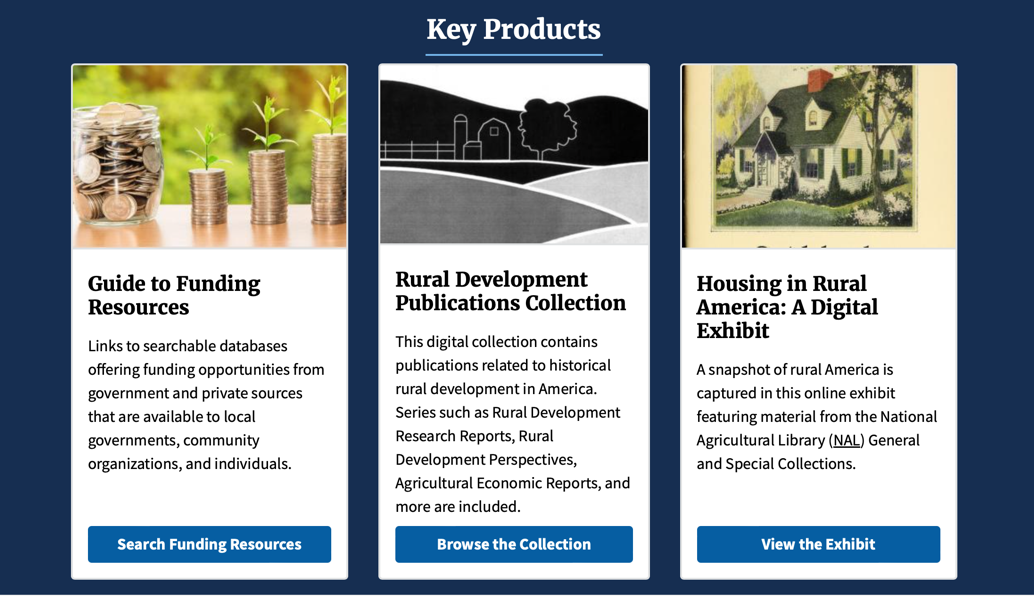 Key Products
Guide to Funding
Resources
Links to searchable databases
offering funding opportunities from
government and private sources
that are available to local
governments, community
organizations, and individuals.
Search Funding Resources
Rural Development
Publications Collection
This digital collection contains
publications related to historical
rural development in America.
Series such as Rural Development
Research Reports, Rural
Development Perspectives,
Agricultural Economic Reports, and
more are included.
Browse the Collection
Housing in Rural
America: A Digital
Exhibit
A snapshot of rural America is
captured in this online exhibit
featuring material from the National
Agricultural Library (NAL) General
and Special Collections.
View the Exhibit